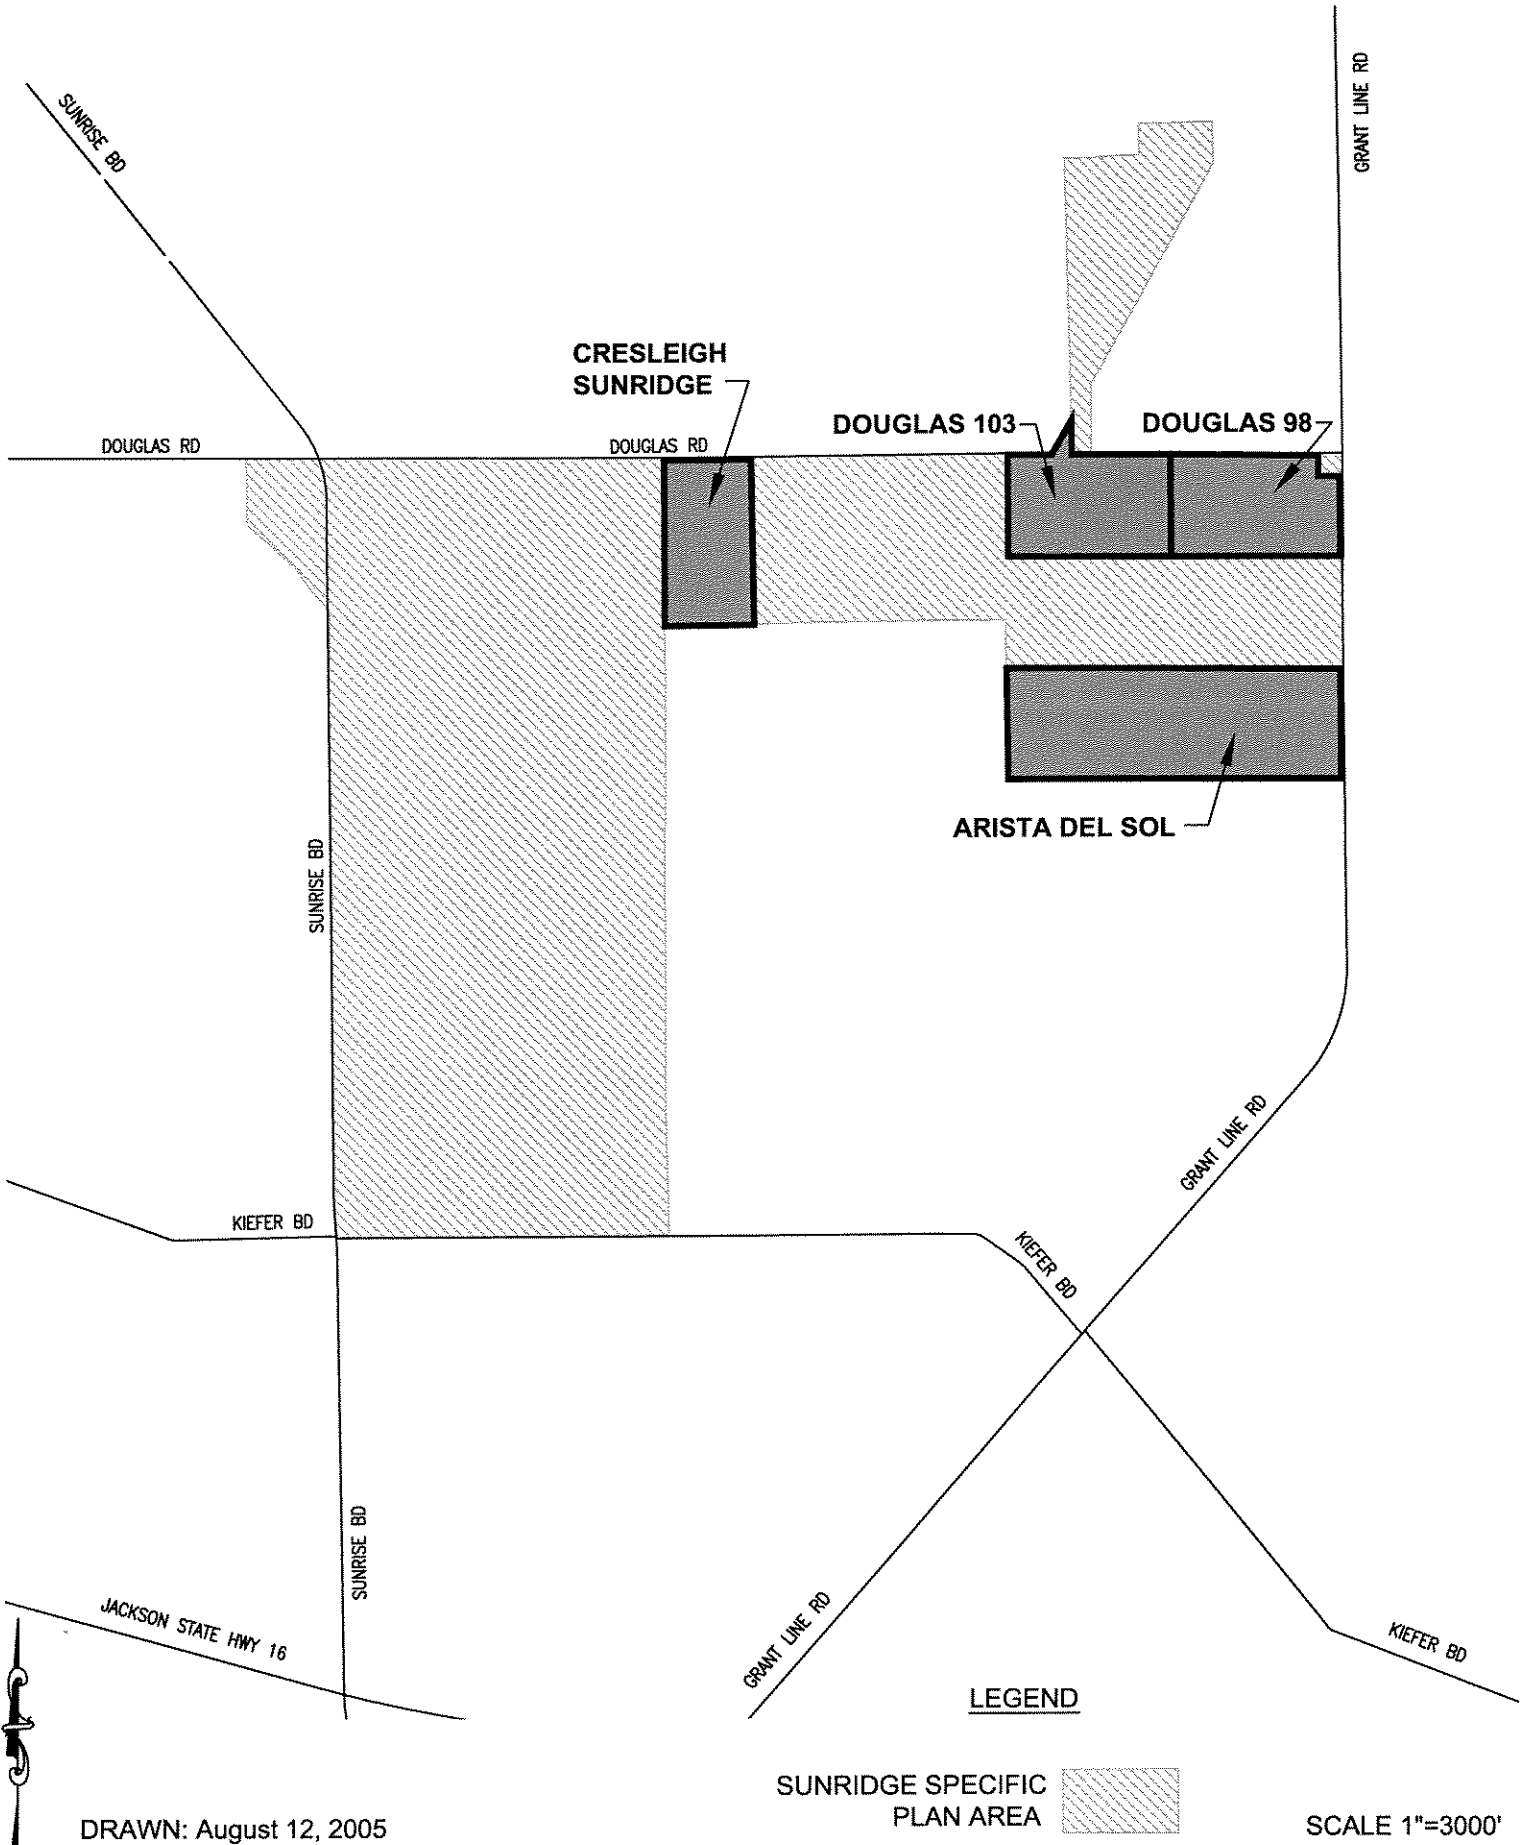 GRANT LINE RD
SUNRISE BD
CRESLEIGH
SUNRIDGE
DOUGLAS 103
DOUGLAS 98
DOUGLAS RD
DOUGLAS RD
ARISTA DEL SOL
SUNRISE BD
GRANT LINE RD
KIEFER BD
KIEFER BD
SUNRISE BD
JACKSON STATE HWY 16
GRANT LINE RD
KIEFER BD
LEGEND
SUNRIDGE SPECIFIC
PLAN AREA
DRAWN: August 12, 2005
SCALE 1"=3000'